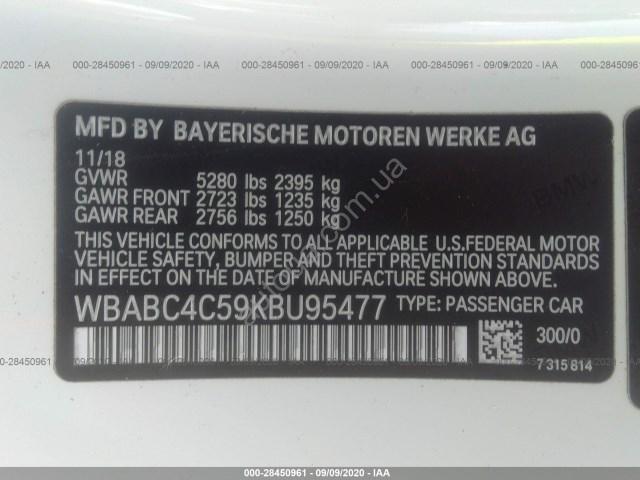 000-28450961 - 09/09/2020 - IAA
MFD BY BAYERISCHE MOTOREN WERKE AG
11/18
GVWR 5280 lbs 2395 kg
GAWR FRONT 2723 lbs 1235 kg
GAWR REAR 2756 lbs 1250 kg
THIS VEHICLE CONFORMS TO ALL APPLICABLE U.S.FEDERAL MOTOR
VEHICLE SAFETY, BUMPER AND THEFT PREVENTION STANDARDS
IN EFFECT ON THE DATE OF MANUFACTURE SHOWN ABOVE.
WBABC4C59KBU95477 TYPE: PASSENGER CAR
300/0
7 315 814
000-28450961 - 09/09/2020 - IAA